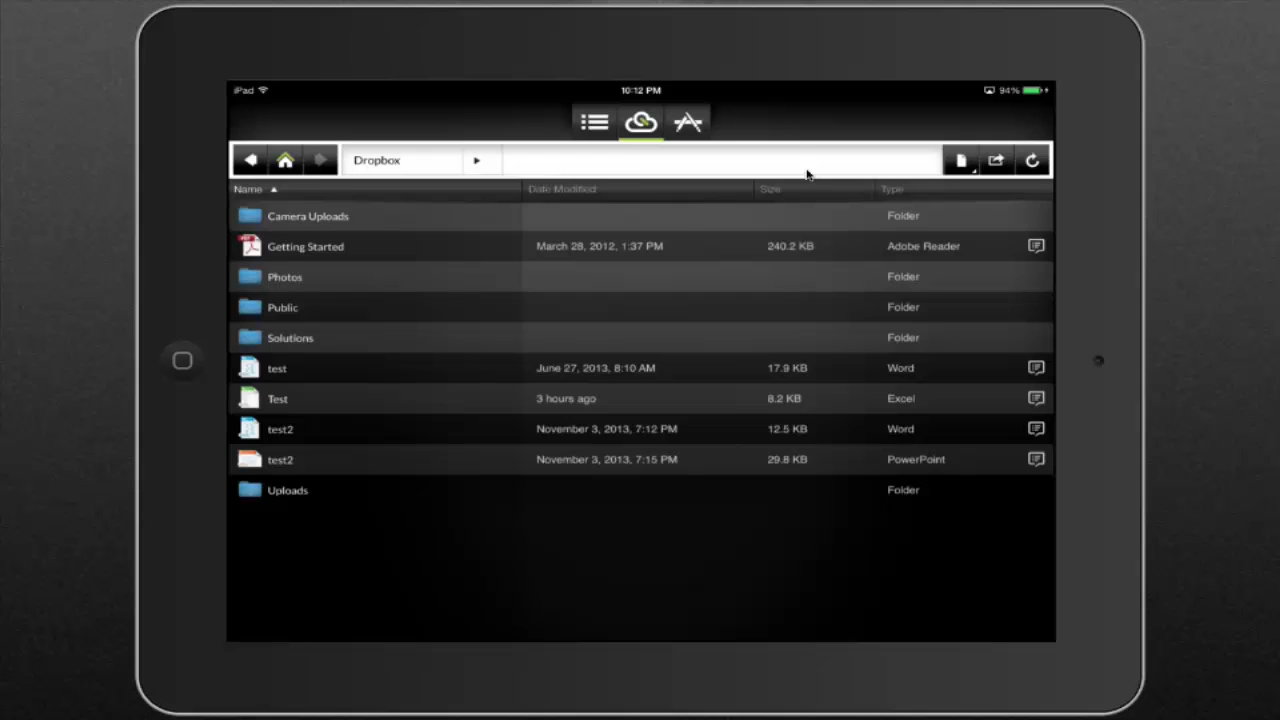 iPad 10:12 PM 94%
Dropbox
Name Date Modified Size Type
Camera Uploads Folder
Getting Started March 28, 2012, 1:37 PM 240.2 KB Adobe Reader
Photos Folder
Public Folder
Solutions Folder
test June 27, 2013, 8:10 AM 17.9 KB Word
Test 3 hours ago 8.2 KB Excel
test2 November 3, 2013, 7:12 PM 12.5 KB Word
test2 November 3, 2013, 7:15 PM 29.8 KB PowerPoint
Uploads Folder